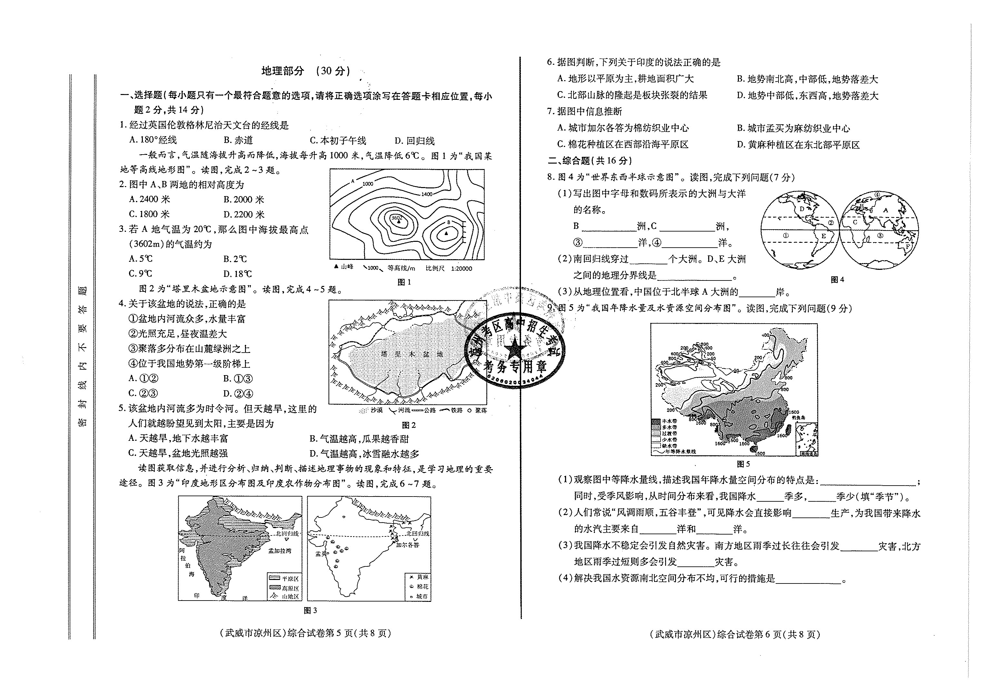 密封线内不要答题
地理部分 (30 分)
一、选择题(每小题只有一个最符合题意的选项,请将正确选项涂写在答题卡相应位置,每小
题 2 分,共 14 分)
1. 经过英国伦敦格林尼治天文台的经线是
A. 180°经线 B. 赤道 C. 本初子午线 D. 回归线
一般而言,气温随海拔升高而降低,海拔每升高 1000 米,气温降低 6℃。图 1 为“我国某
地等高线地形图”。读图,完成 2~3 题。
2. 图中 A、B 两地的相对高度为
A. 2400 米 B. 2000 米
C. 1800 米 D. 2200 米
3. 若 A 地气温为 20℃,那么图中海拔最高点
(3602m)的气温约为
A. 5℃ B. 2℃
C. 9℃ D. 18℃
A
1000
1400
3602
B
▲ 山峰 1000 等高线/m 比例尺 1:20000
图 1
图 2 为“塔里木盆地示意图”。读图,完成 4~5 题。
4. 关于该盆地的说法,正确的是
①盆地内河流众多,水量丰富
②光照充足,昼夜温差大
③聚落多分布在山麓绿洲之上
④位于我国地势第一级阶梯上
A. ①② B. ①③
C. ②③ D. ②④
塔里木盆地
沙漠 河流 公路 铁路 聚落
图 2
5. 该盆地内河流多为时令河。但天越旱,这里的
人们就越盼望见到太阳,主要是因为
A. 天越旱,地下水越丰富 B. 气温越高,瓜果越香甜
C. 天越旱,盆地光照越强 D. 气温越高,冰雪融水越多
读图获取信息,并进行分析、归纳、判断、描述地理事物的现象和特征,是学习地理的重要
途径。图 3 为“印度地形区分布图及印度农作物分布图”。读图,完成 6~7 题。
北回归线
孟加拉湾
阿拉伯海
印度洋
平原区
高原区
山地区
北回归线
加尔各答
孟买
黄麻
棉花
城市
图 3
(武威市凉州区)综合试卷第 5 页(共 8 页)
6. 据图判断,下列关于印度的说法正确的是
A. 地形以平原为主,耕地面积广大 B. 地势南北高,中部低,地势落差大
C. 北部山脉的隆起是板块张裂的结果 D. 地势中部低,东西高,地势落差大
7. 据图中信息推断
A. 城市加尔各答为棉纺织业中心 B. 城市孟买为麻纺织业中心
C. 棉花种植区在西部沿海平原区 D. 黄麻种植区在东北部平原区
二、综合题(共 16 分)
8. 图 4 为“世界东西半球示意图”。读图,完成下列问题(7 分)
(1)写出图中字母和数码所表示的大洲与大洋
的名称。
B ______洲,C ______洲,
③______洋,④______洋。
(2)南回归线穿过______个大洲。D、E 大洲
之间的地理分界线是______。
(3)从地理位置看,中国位于北半球 A 大洲的______岸。
D
②
①
E
④
B
A
C
③
F
图 4
9. 图 5 为“我国年降水量及水资源空间分布图”。读图,完成下列问题(9 分)
凉州考区高中招生考试
考务专用章
6206020034044
400
800
200
400
400
200
800
50
400
200
50
200
800
800
200
800
1600
800
1600
钓鱼岛
1600
1600
1600
1600
1600
丰水带
多水带
过渡带
少水带
缺水带
年等降水量线
南海诸岛
图 5
(1)观察图中等降水量线,描述我国年降水量空间分布的特点是:______;
同时,受季风影响,从时间分布来看,我国降水______季多,______季少(填“季节”)。
(2)人们常说“风调雨顺,五谷丰登”,可见降水会直接影响______生产,为我国带来降水
的水汽主要来自______洋和______洋。
(3)我国降水不稳定会引发自然灾害。南方地区雨季过长往往会引发______灾害,北方
地区雨季过短则多会引发______灾害。
(4)解决我国水资源南北空间分布不均,可行的措施是______。
(武威市凉州区)综合试卷第 6 页(共 8 页)